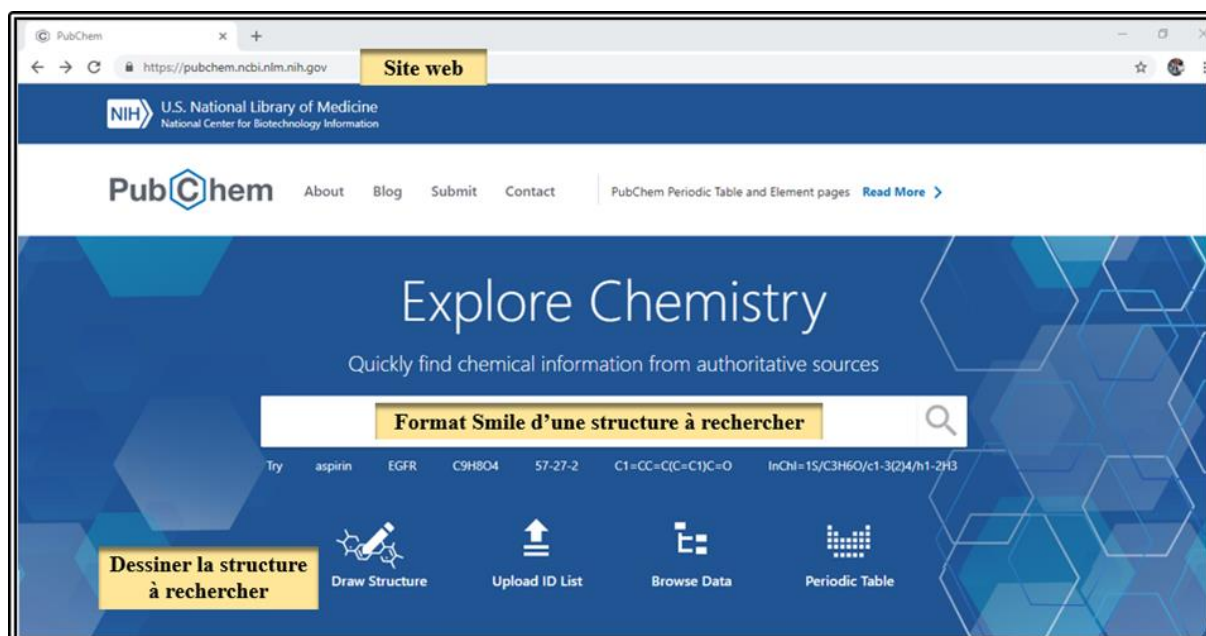 PubChem
https://pubchem.ncbi.nlm.nih.gov
Site web
NIH
U.S. National Library of Medicine
National Center for Biotechnology Information
PubChem About Blog Submit Contact PubChem Periodic Table and Element pages Read More
Explore Chemistry
Quickly find chemical information from authoritative sources
Format Smile d'une structure à rechercher
Try aspirin EGFR C9H8O4 57-27-2 C1=CC=C(C=C1)C=O InChI=1S/C3H6O/c1-3(2)4/h1-2H3
Dessiner la structure
à rechercher
Draw Structure Upload ID List Browse Data Periodic Table